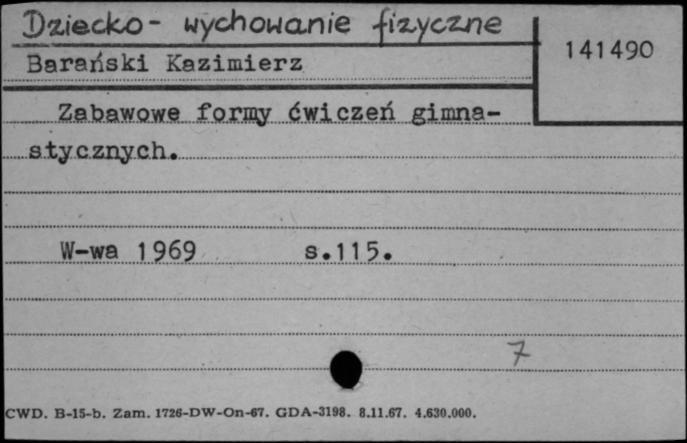 Dziecko - wychowanie fizyczne
141490
Barański Kazimierz
Zabawowe formy ćwiczeń gimna-
stycznych.
W-wa 1969 s.115.
7
CWD. B-15-b. Zam. 1726-DW-On-67. GDA-3198. 8.11.67. 4.630.000.